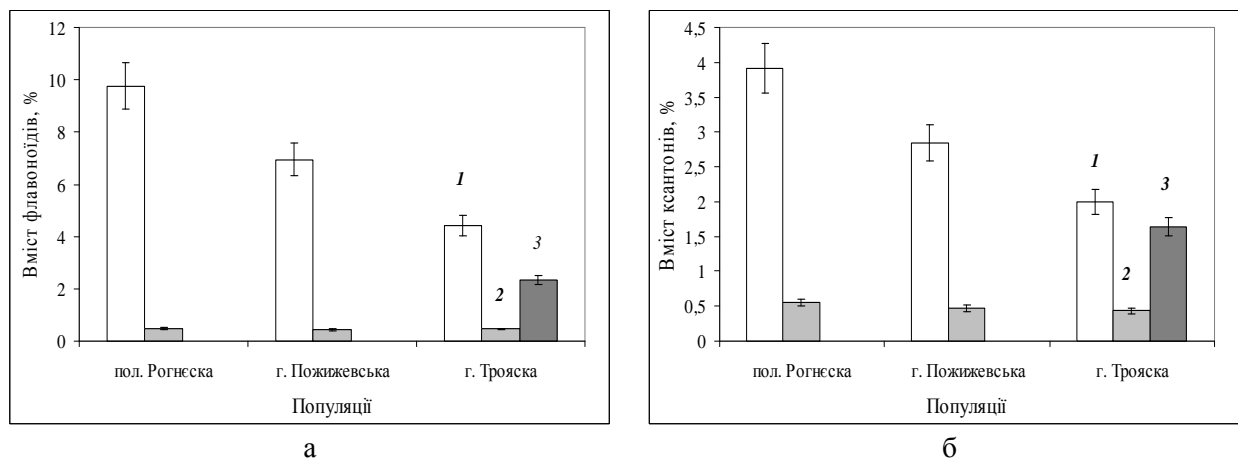 Вміст флавоноїдів, %
12
10
8
6
4
2
0
1
2
3
пол. Рогнєска
г. Пожижевська
г. Трояска
Популяції
а
Вміст ксантонів, %
4,5
4
3,5
3
2,5
2
1,5
1
0,5
0
1
2
3
пол. Рогнєска
г. Пожижевська
г. Трояска
Популяції
б